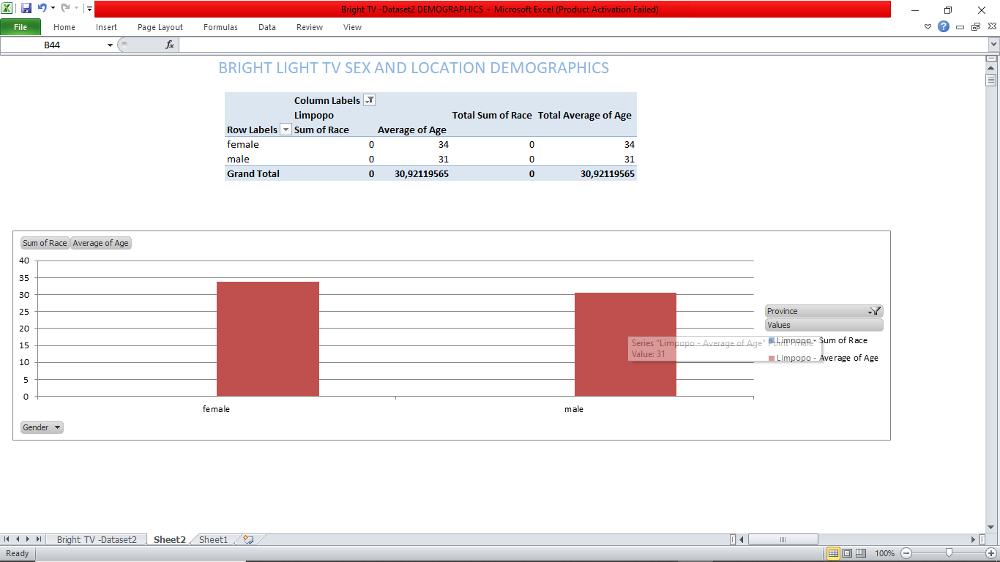 Bright TV -Dataset2 DEMOGRAPHICS - Microsoft Excel (Product Activation Failed)
File Home Insert Page Layout Formulas Data Review View
B44 fx
BRIGHT LIGHT TV SEX AND LOCATION DEMOGRAPHICS
Column Labels
Limpopo Total Sum of Race Total Average of Age
Row Labels Sum of Race Average of Age
female 0 34 0 34
male 0 31 0 31
Grand Total 0 30,92119565 0 30,92119565
Sum of Race Average of Age
40
35
30
25
20
15
10
5
0
female male
Gender
Province
Values
Limpopo - Sum of Race
Limpopo - Average of Age
Series "Limpopo - Average of Age" Point "male"
Value: 31
Bright TV -Dataset2 Sheet2 Sheet1
Ready 100%